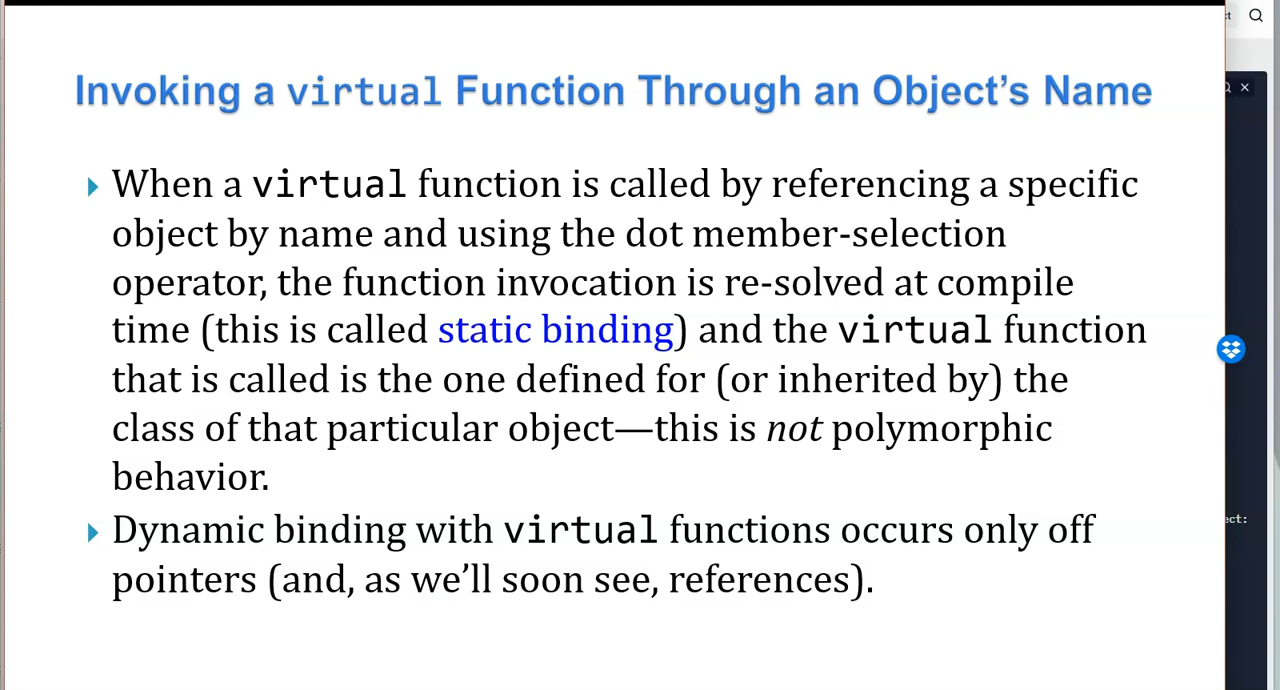 Invoking a virtual Function Through an Object’s Name
When a virtual function is called by referencing a specific
object by name and using the dot member-selection
operator, the function invocation is re-solved at compile
time (this is called static binding) and the virtual function
that is called is the one defined for (or inherited by) the
class of that particular object—this is not polymorphic
behavior.
Dynamic binding with virtual functions occurs only off
pointers (and, as we’ll soon see, references).
ect: